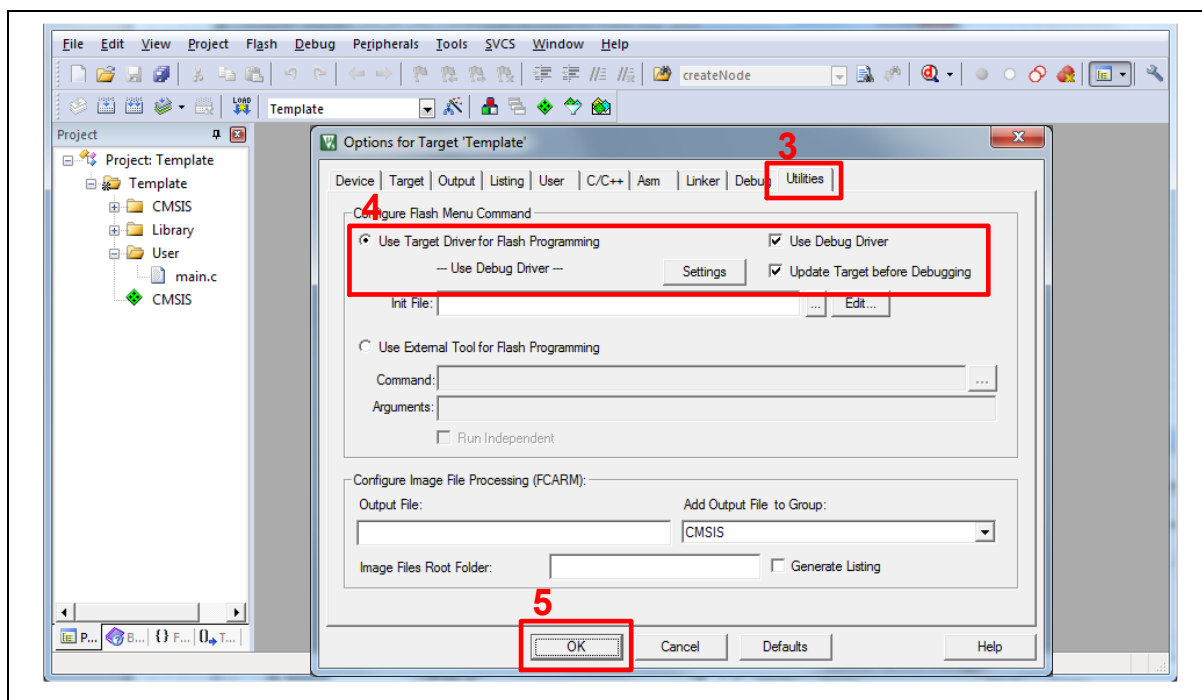 File Edit View Project Flash Debug Peripherals Tools SVCS Window Help
createNode
LOAD Template
Project
Project: Template
Template
CMSIS
Library
User
main.c
CMSIS
P... B... {} F... 0 T...
Options for Target 'Template'
3
Device Target Output Listing User C/C++ Asm Linker Debug Utilities
4
Configure Flash Menu Command
Use Target Driver for Flash Programming Use Debug Driver
--- Use Debug Driver --- Settings Update Target before Debugging
Init File: ... Edit...
Use External Tool for Flash Programming
Command: ...
Arguments:
Run Independent
Configure Image File Processing (FCARM):
Output File: Add Output File to Group:
CMSIS
Image Files Root Folder: Generate Listing
5
OK Cancel Defaults Help